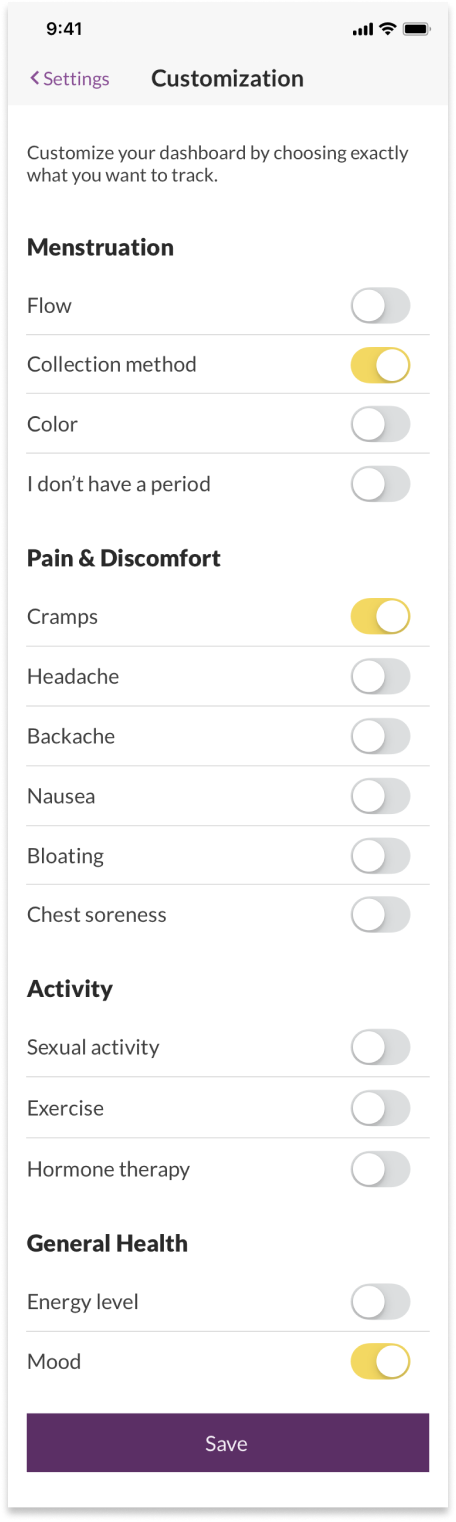 9:41
Settings
Customization
Customize your dashboard by choosing exactly
what you want to track.
Menstruation
Flow
Collection method
Color
I don’t have a period
Pain & Discomfort
Cramps
Headache
Backache
Nausea
Bloating
Chest soreness
Activity
Sexual activity
Exercise
Hormone therapy
General Health
Energy level
Mood
Save